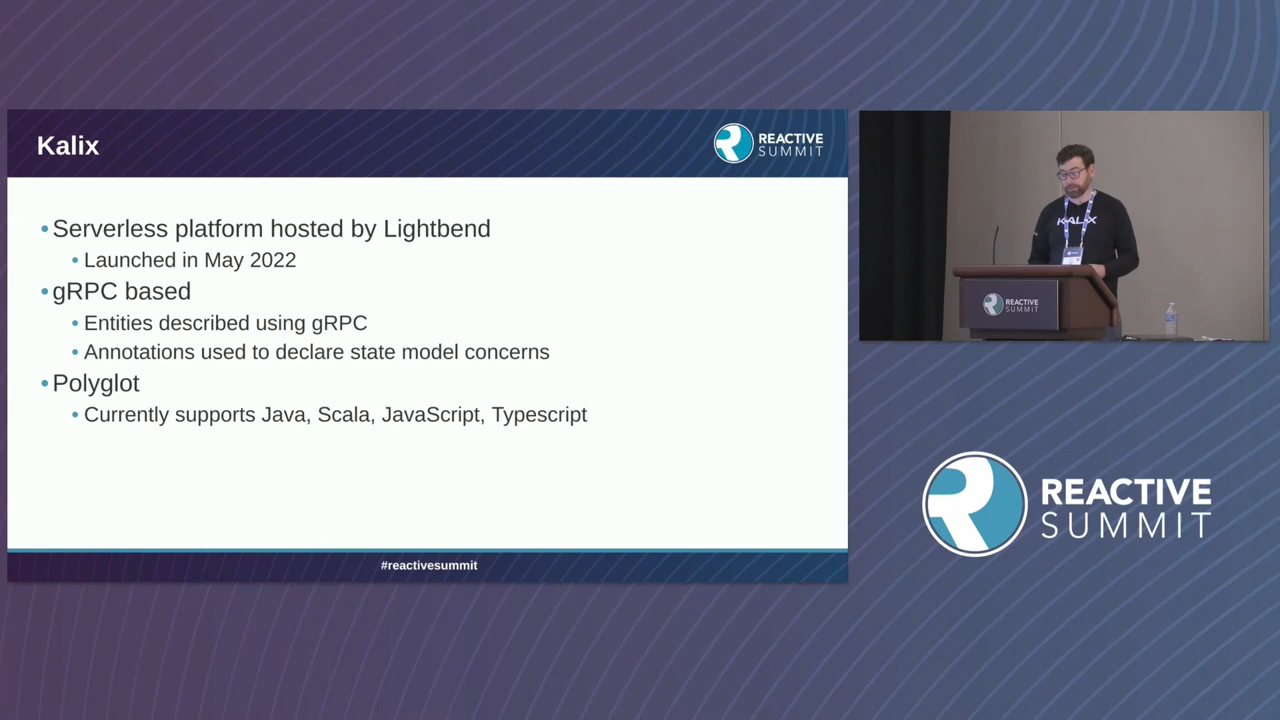 Kalix
REACTIVE
SUMMIT
•Serverless platform hosted by Lightbend
•Launched in May 2022
•gRPC based
•Entities described using gRPC
•Annotations used to declare state model concerns
•Polyglot
•Currently supports Java, Scala, JavaScript, Typescript
#reactivesummit
KALIX
REACTIVE
SUMMIT
REACTIVE
SUMMIT